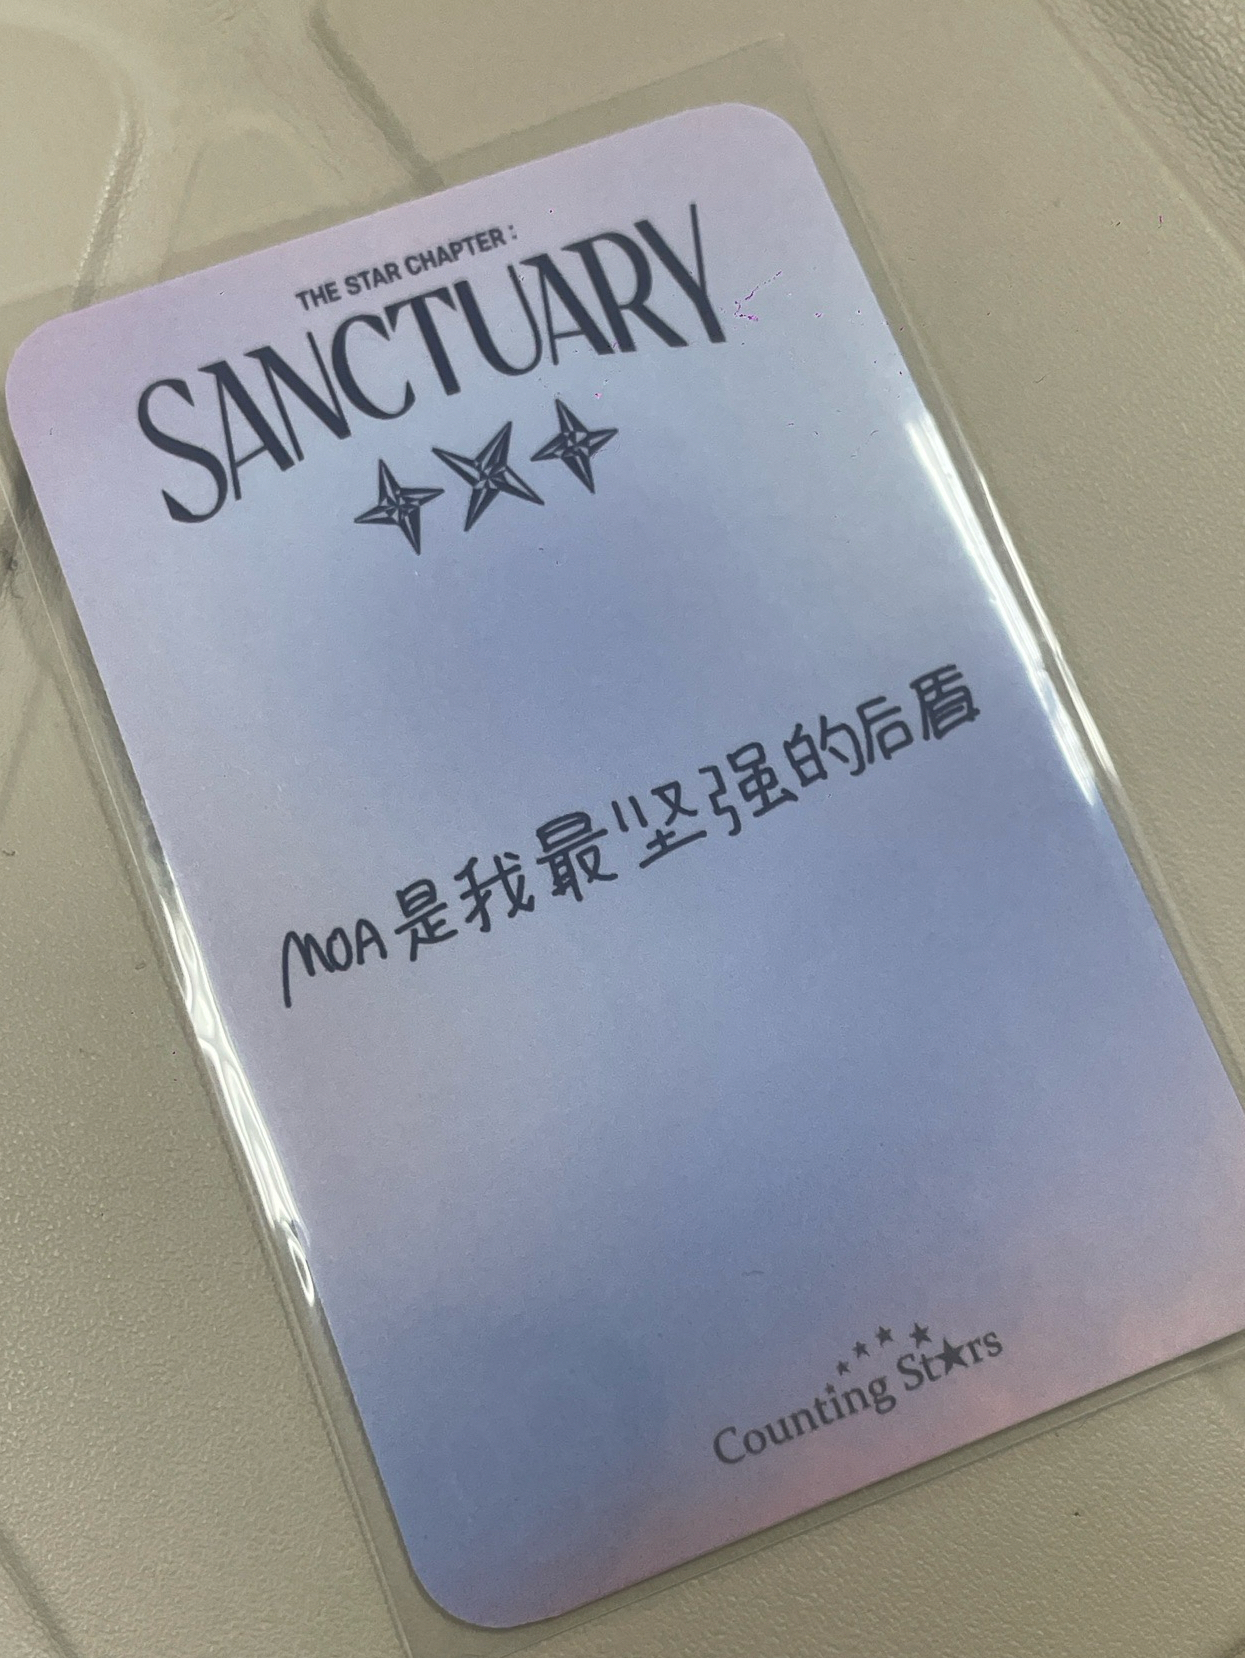 THE STAR CHAPTER :
SANCTUARY
MOA是我最坚强的后盾
Counting Stars